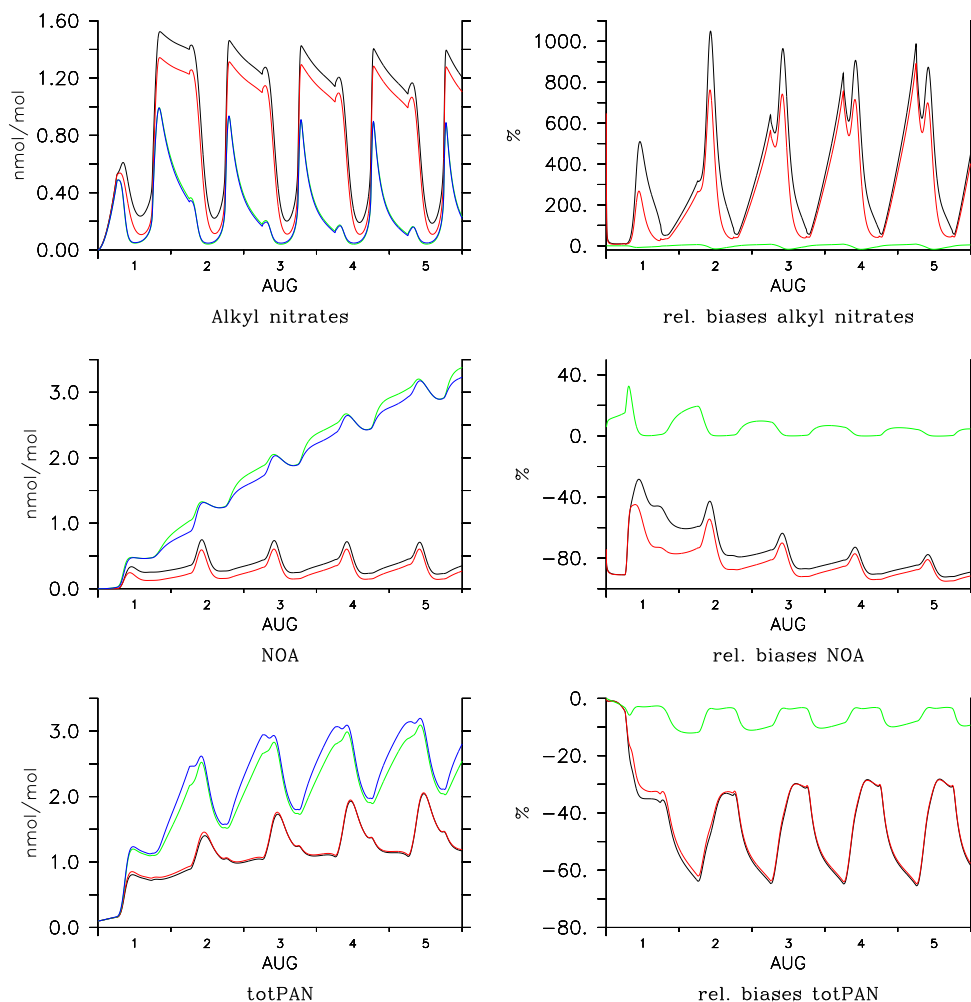 1.60
1.20
0.80
0.40
0.00
nmol/mol
1 2 3 4 5
AUG
Alkyl nitrates
1000.
800.
600.
400.
200.
0.
%
1 2 3 4 5
AUG
rel. biases alkyl nitrates
3.0
2.0
1.0
0.0
nmol/mol
1 2 3 4 5
AUG
NOA
40.
0.
-40.
-80.
%
1 2 3 4 5
AUG
rel. biases NOA
3.0
2.0
1.0
0.0
nmol/mol
1 2 3 4 5
AUG
totPAN
0.
-20.
-40.
-60.
-80.
%
1 2 3 4 5
AUG
rel. biases totPAN